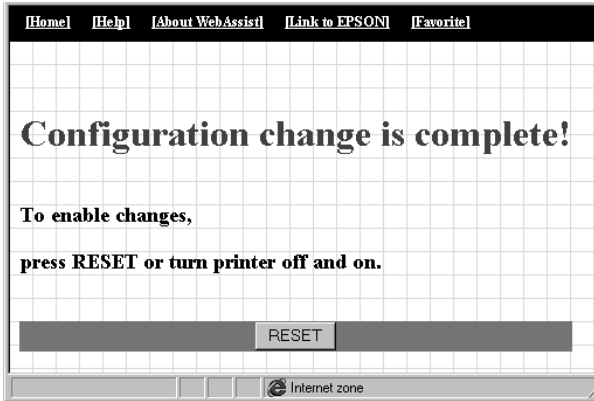 [Home] [Help] [About WebAssist] [Link to EPSON] [Favorite]
Configuration change is complete!
To enable changes,
press RESET or turn printer off and on.
RESET
Internet zone